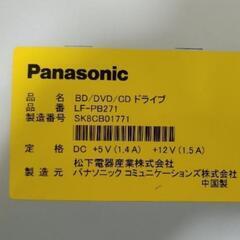 Panasonic
品 名 BD/DVD/CD ドライブ
品 番 LF-PB271
製造番号 SK8CB01771
定 格 DC +5V (1.4A) +12V (1.5A)
松下電器産業株式会社
製造元 パナソニック コミュニケーションズ株式会社
中国製